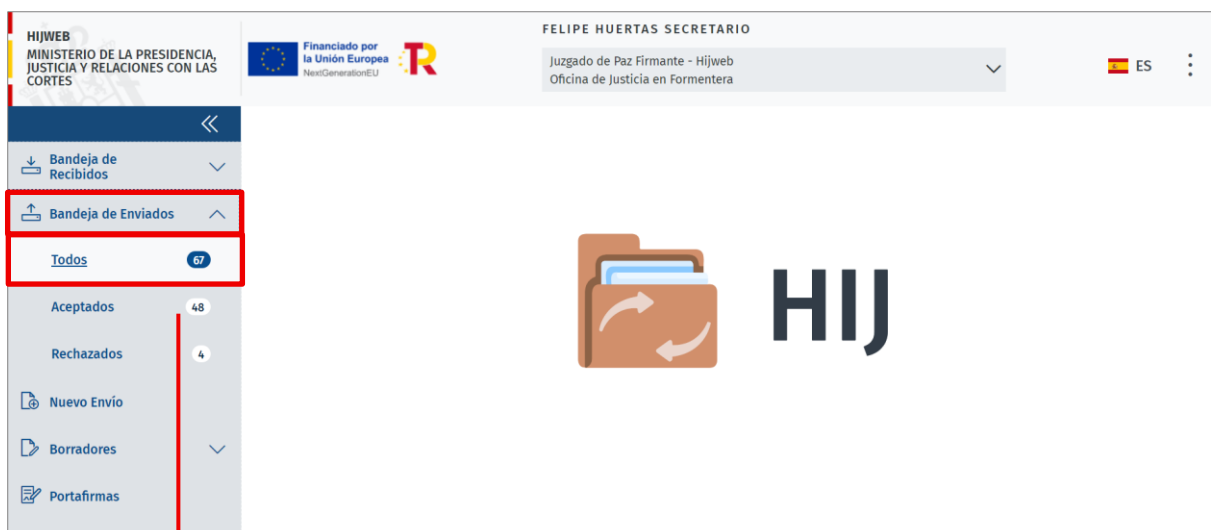 HIJWEB
MINISTERIO DE LA PRESIDENCIA,
JUSTICIA Y RELACIONES CON LAS
CORTES
Financiado por
la Unión Europea
NextGenerationEU
R
FELIPE HUERTAS SECRETARIO
Juzgado de Paz Firmante - Hijweb
Oficina de Justicia en Formentera
ES
Bandeja de
Recibidos
Bandeja de Enviados
Todos 67
Aceptados 48
Rechazados 4
Nuevo Envío
Borradores
Portafirmas
HIJ